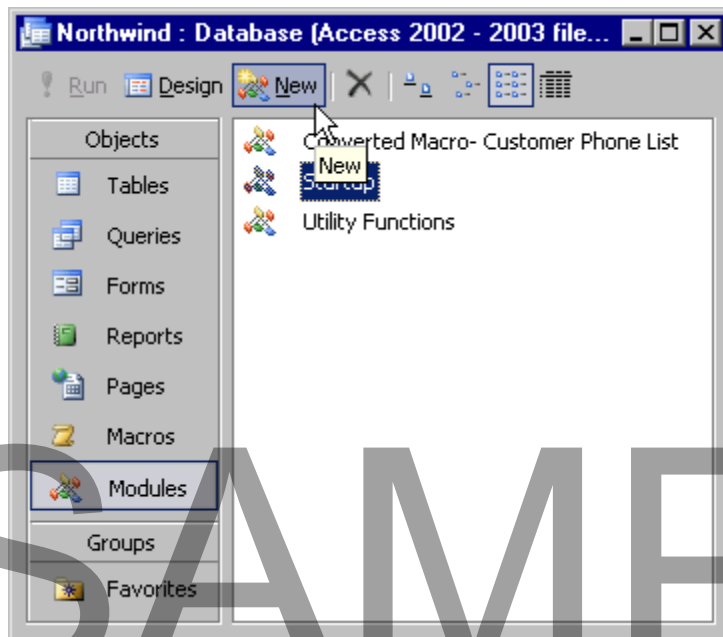 Northwind : Database (Access 2002 - 2003 file...
Run Design New
Objects
Tables
Queries
Forms
Reports
Pages
Macros
Modules
Groups
Favorites
Converted Macro- Customer Phone List
New
Startup
Utility Functions